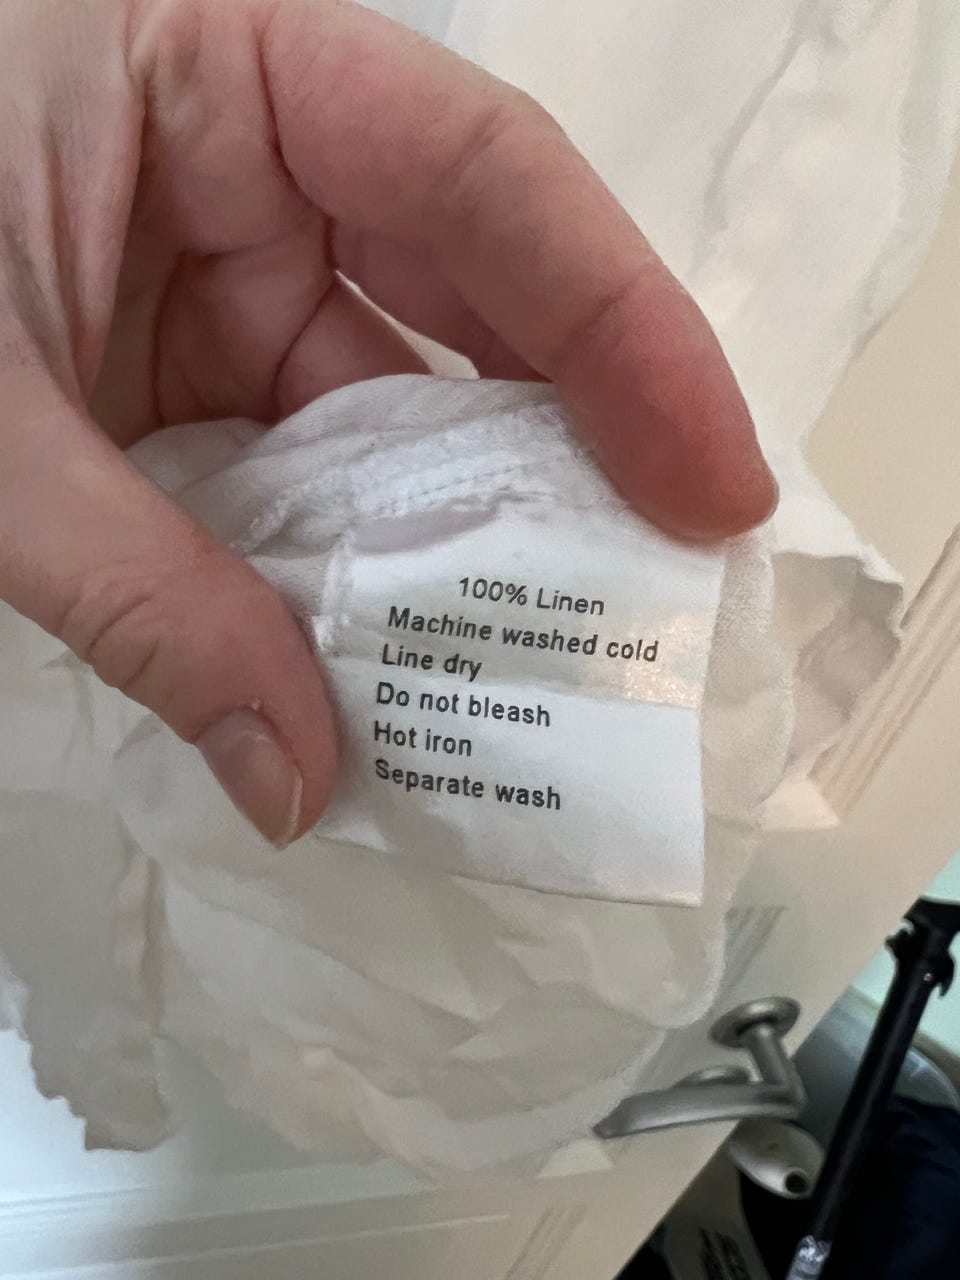 100% Linen
Machine washed cold
Line dry
Do not bleash
Hot iron
Separate wash